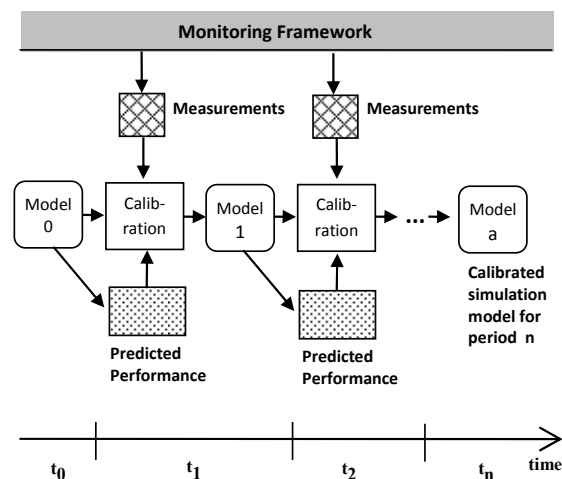 Monitoring Framework
Measurements
Measurements
Model
0
Calib-
ration
Model
1
Calib-
ration
...
Model
a
Calibrated
simulation
model for
period n
Predicted
Performance
Predicted
Performance
t0
t1
t2
tn
time